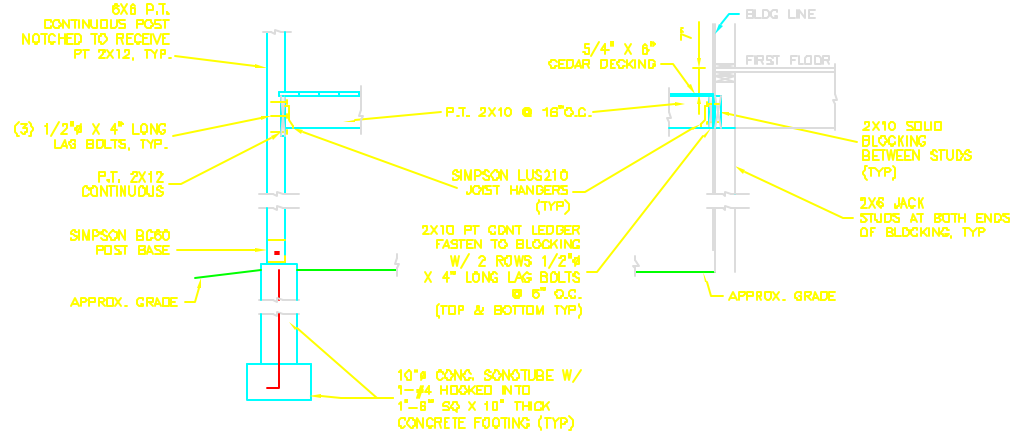 6X6 P.T.
CONTINUOUS POST
NOTCHED TO RECEIVE
PT 2X12, TYP.
(3) 1/2"ø X 4" LONG
LAG BOLTS, TYP.
P.T. 2X12
CONTINUOUS
SIMPSON BC60
POST BASE
APPROX. GRADE
P.T. 2X10 @ 16"O.C.
SIMPSON LUS210
JOIST HANGERS
(TYP)
2X10 PT CONT LEDGER
FASTEN TO BLOCKING
W/ 2 ROWS 1/2"ø
X 4" LONG LAG BOLTS
@ 6" O.C.
(TOP & BOTTOM TYP)
10"ø CONC. SONOTUBE W/
1-#4 HOOKED INTO
1'-6" SQ X 10" THICK
CONCRETE FOOTING (TYP)
5/4" X 6"
CEDAR DECKING
7"
BLDG LINE
FIRST FLOOR
2X10 SOLID
BLOCKING
BETWEEN STUDS
(TYP)
2X6 JACK
STUDS AT BOTH ENDS
OF BLOCKING, TYP
APPROX. GRADE